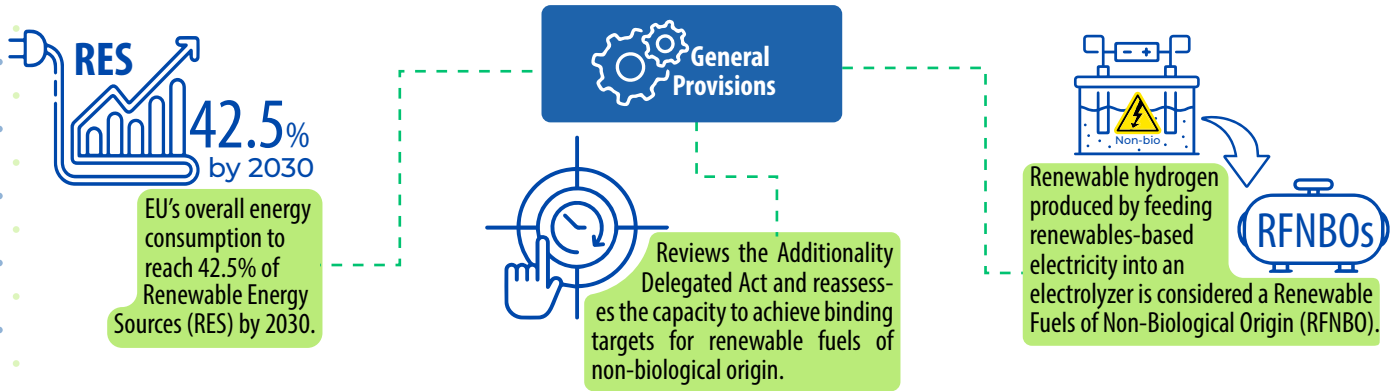 General
Provisions
RES
42.5%
by 2030
EU's overall energy
consumption to
reach 42.5% of
Renewable Energy
Sources (RES) by 2030.
Reviews the Additionality
Delegated Act and reassess-
es the capacity to achieve binding
targets for renewable fuels of
non-biological origin.
- +
Non-bio
RFNBOs
Renewable hydrogen
produced by feeding
renewables-based
electricity into an
electrolyzer is considered a Renewable
Fuels of Non-Biological Origin (RFNBO).